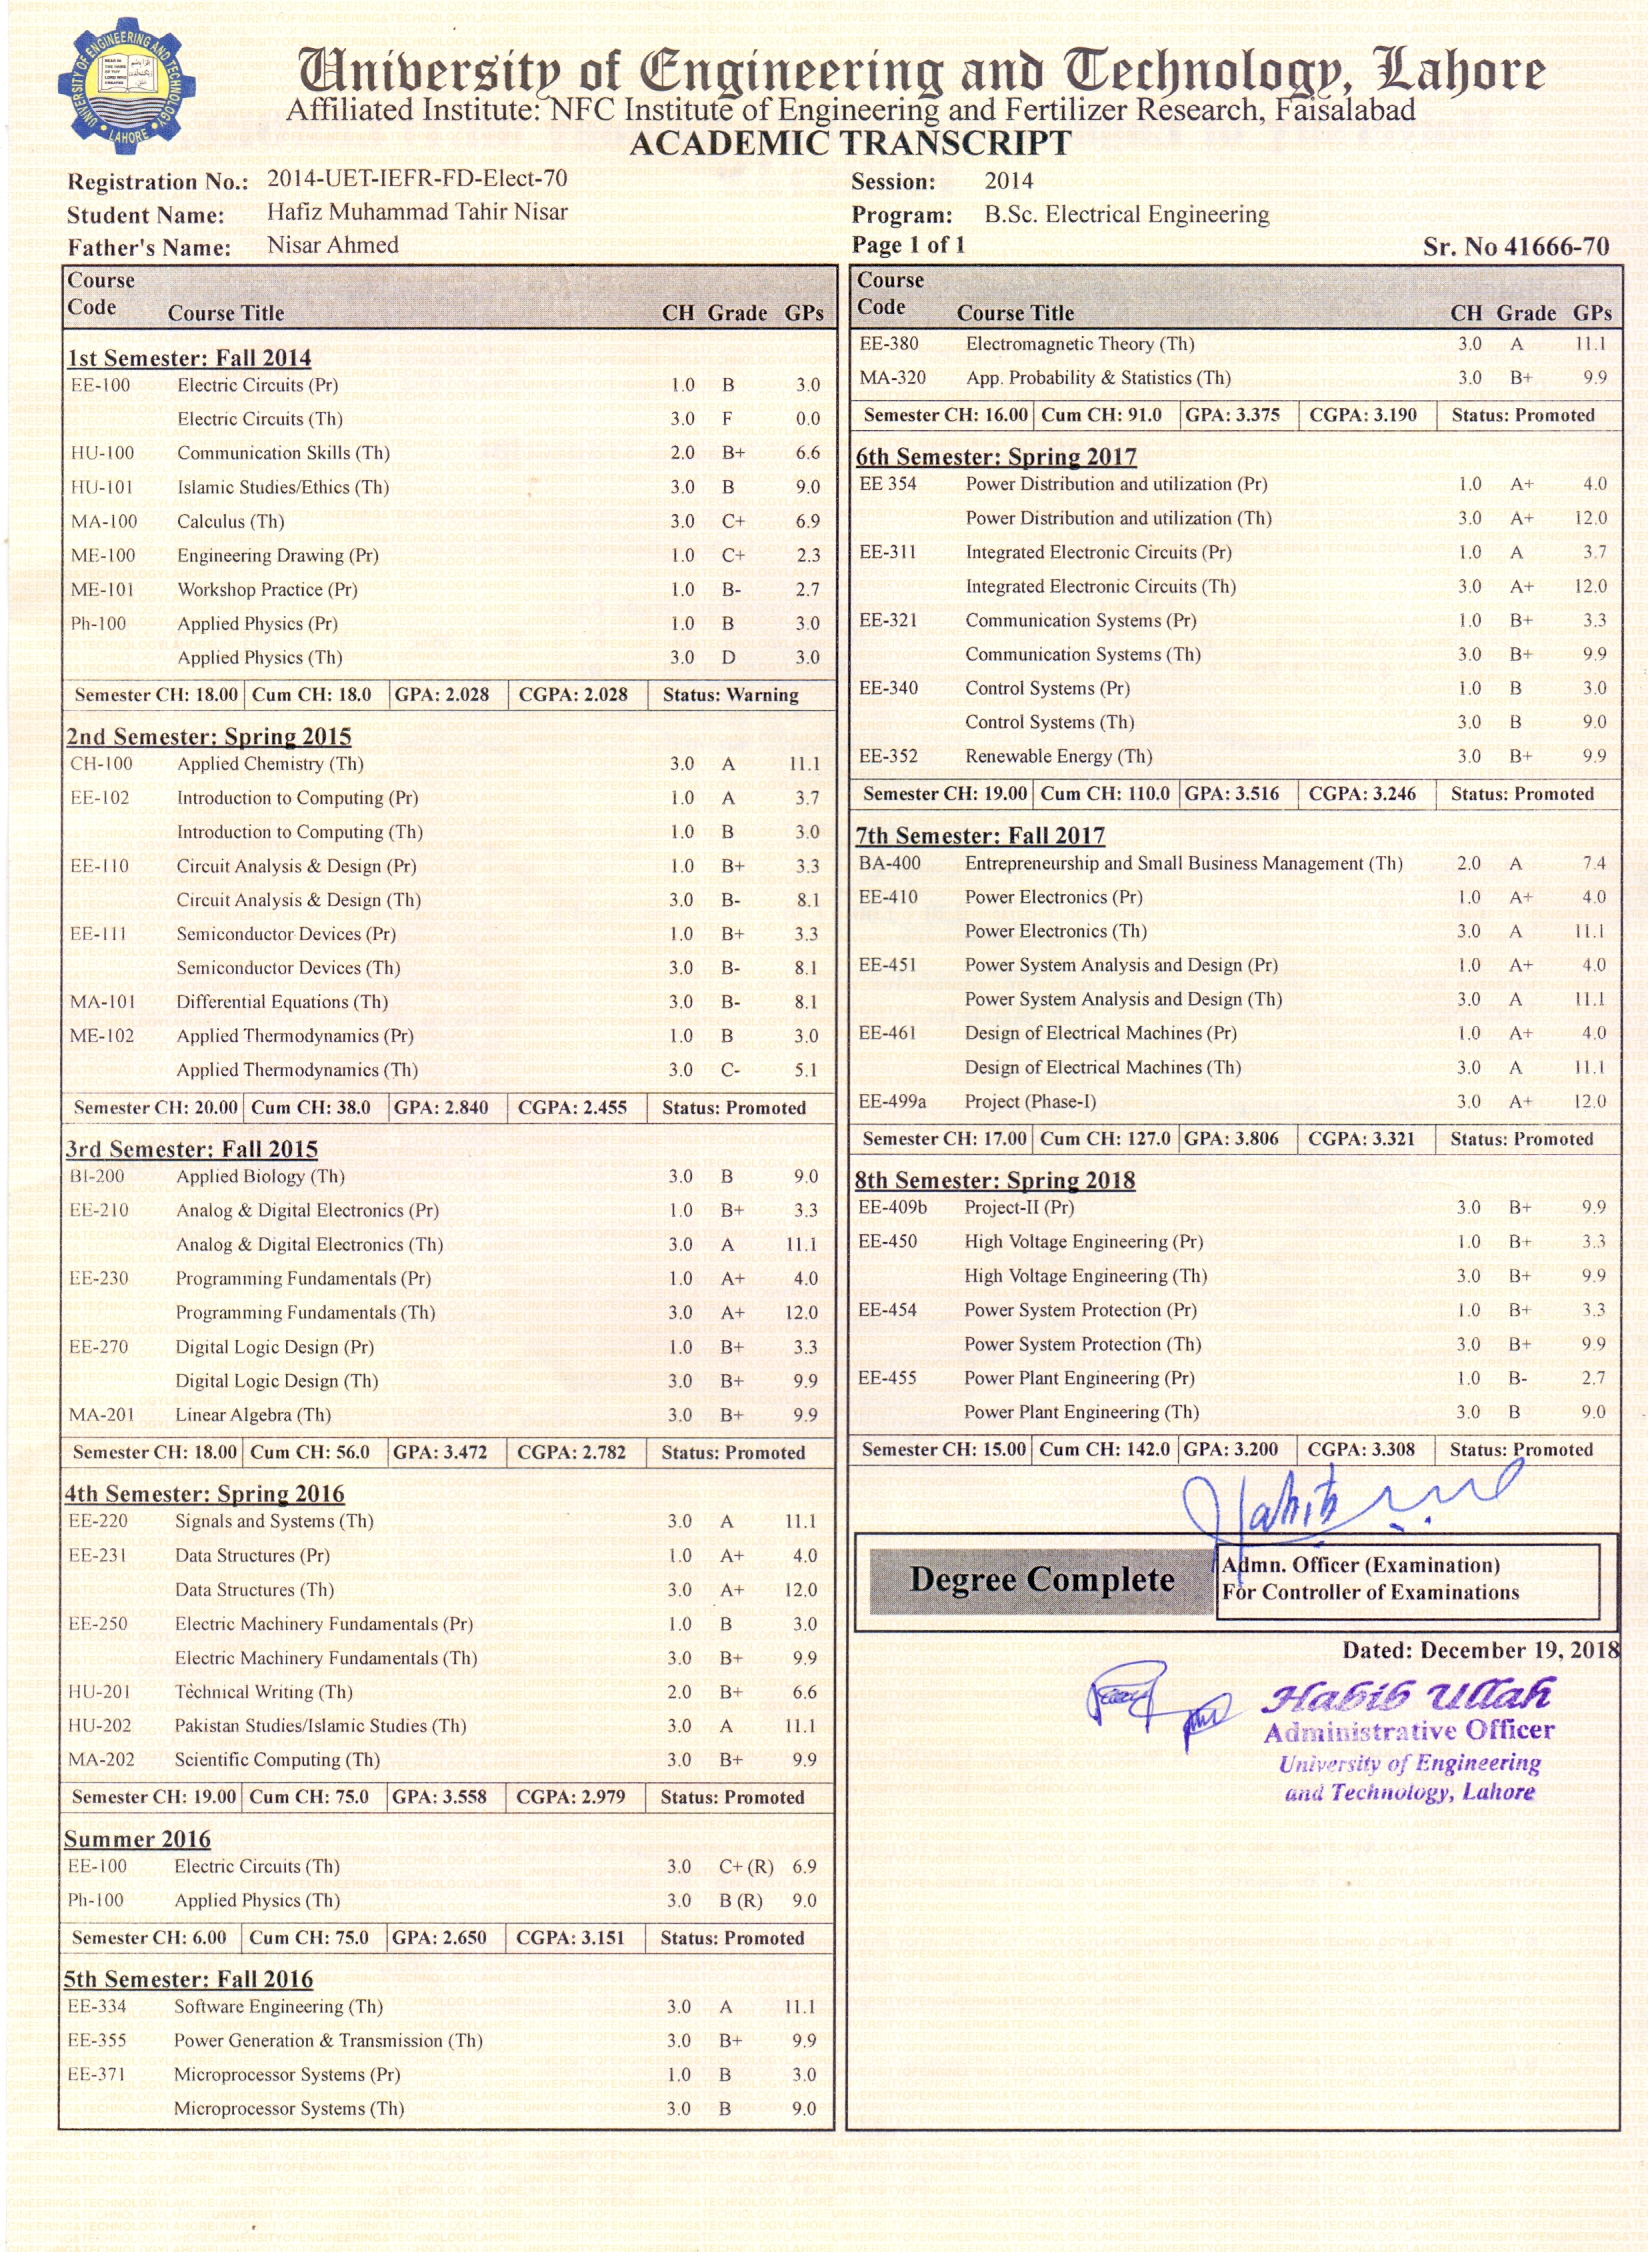 University of Engineering and Technology, Lahore
Affiliated Institute: NFC Institute of Engineering and Fertilizer Research, Faisalabad
ACADEMIC TRANSCRIPT
Registration No.: 2014-UET-IEFR-FD-Elect-70
Student Name: Hafiz Muhammad Tahir Nisar
Father's Name: Nisar Ahmed
Session: 2014
Program: B.Sc. Electrical Engineering
Page 1 of 1 Sr. No 41666-70
Course
Code Course Title CH Grade GPs
1st Semester: Fall 2014
EE-100 Electric Circuits (Pr) 1.0 B 3.0
Electric Circuits (Th) 3.0 F 0.0
HU-100 Communication Skills (Th) 2.0 B+ 6.6
HU-101 Islamic Studies/Ethics (Th) 3.0 B 9.0
MA-100 Calculus (Th) 3.0 C+ 6.9
ME-100 Engineering Drawing (Pr) 1.0 C+ 2.3
ME-101 Workshop Practice (Pr) 1.0 B- 2.7
Ph-100 Applied Physics (Pr) 1.0 B 3.0
Applied Physics (Th) 3.0 D 3.0
Semester CH: 18.00 Cum CH: 18.0 GPA: 2.028 CGPA: 2.028 Status: Warning
2nd Semester: Spring 2015
CH-100 Applied Chemistry (Th) 3.0 A 11.1
EE-102 Introduction to Computing (Pr) 1.0 A 3.7
Introduction to Computing (Th) 1.0 B 3.0
EE-110 Circuit Analysis & Design (Pr) 1.0 B+ 3.3
Circuit Analysis & Design (Th) 3.0 B- 8.1
EE-111 Semiconductor Devices (Pr) 1.0 B+ 3.3
Semiconductor Devices (Th) 3.0 B- 8.1
MA-101 Differential Equations (Th) 3.0 B- 8.1
ME-102 Applied Thermodynamics (Pr) 1.0 B 3.0
Applied Thermodynamics (Th) 3.0 C- 5.1
Semester CH: 20.00 Cum CH: 38.0 GPA: 2.840 CGPA: 2.455 Status: Promoted
3rd Semester: Fall 2015
BI-200 Applied Biology (Th) 3.0 B 9.0
EE-210 Analog & Digital Electronics (Pr) 1.0 B+ 3.3
Analog & Digital Electronics (Th) 3.0 A 11.1
EE-230 Programming Fundamentals (Pr) 1.0 A+ 4.0
Programming Fundamentals (Th) 3.0 A+ 12.0
EE-270 Digital Logic Design (Pr) 1.0 B+ 3.3
Digital Logic Design (Th) 3.0 B+ 9.9
MA-201 Linear Algebra (Th) 3.0 B+ 9.9
Semester CH: 18.00 Cum CH: 56.0 GPA: 3.472 CGPA: 2.782 Status: Promoted
4th Semester: Spring 2016
EE-220 Signals and Systems (Th) 3.0 A 11.1
EE-231 Data Structures (Pr) 1.0 A+ 4.0
Data Structures (Th) 3.0 A+ 12.0
EE-250 Electric Machinery Fundamentals (Pr) 1.0 B 3.0
Electric Machinery Fundamentals (Th) 3.0 B+ 9.9
HU-201 Technical Writing (Th) 2.0 B+ 6.6
HU-202 Pakistan Studies/Islamic Studies (Th) 3.0 A 11.1
MA-202 Scientific Computing (Th) 3.0 B+ 9.9
Semester CH: 19.00 Cum CH: 75.0 GPA: 3.558 CGPA: 2.979 Status: Promoted
Summer 2016
EE-100 Electric Circuits (Th) 3.0 C+ (R) 6.9
Ph-100 Applied Physics (Th) 3.0 B (R) 9.0
Semester CH: 6.00 Cum CH: 75.0 GPA: 2.650 CGPA: 3.151 Status: Promoted
5th Semester: Fall 2016
EE-334 Software Engineering (Th) 3.0 A 11.1
EE-355 Power Generation & Transmission (Th) 3.0 B+ 9.9
EE-371 Microprocessor Systems (Pr) 1.0 B 3.0
Microprocessor Systems (Th) 3.0 B 9.0
Course
Code Course Title CH Grade GPs
EE-380 Electromagnetic Theory (Th) 3.0 A 11.1
MA-320 App. Probability & Statistics (Th) 3.0 B+ 9.9
Semester CH: 16.00 Cum CH: 91.0 GPA: 3.375 CGPA: 3.190 Status: Promoted
6th Semester: Spring 2017
EE 354 Power Distribution and utilization (Pr) 1.0 A+ 4.0
Power Distribution and utilization (Th) 3.0 A+ 12.0
EE-311 Integrated Electronic Circuits (Pr) 1.0 A 3.7
Integrated Electronic Circuits (Th) 3.0 A+ 12.0
EE-321 Communication Systems (Pr) 1.0 B+ 3.3
Communication Systems (Th) 3.0 B+ 9.9
EE-340 Control Systems (Pr) 1.0 B 3.0
Control Systems (Th) 3.0 B 9.0
EE-352 Renewable Energy (Th) 3.0 B+ 9.9
Semester CH: 19.00 Cum CH: 110.0 GPA: 3.516 CGPA: 3.246 Status: Promoted
7th Semester: Fall 2017
BA-400 Entrepreneurship and Small Business Management (Th) 2.0 A 7.4
EE-410 Power Electronics (Pr) 1.0 A+ 4.0
Power Electronics (Th) 3.0 A 11.1
EE-451 Power System Analysis and Design (Pr) 1.0 A+ 4.0
Power System Analysis and Design (Th) 3.0 A 11.1
EE-461 Design of Electrical Machines (Pr) 1.0 A+ 4.0
Design of Electrical Machines (Th) 3.0 A 11.1
EE-499a Project (Phase-I) 3.0 A+ 12.0
Semester CH: 17.00 Cum CH: 127.0 GPA: 3.806 CGPA: 3.321 Status: Promoted
8th Semester: Spring 2018
EE-409b Project-II (Pr) 3.0 B+ 9.9
EE-450 High Voltage Engineering (Pr) 1.0 B+ 3.3
High Voltage Engineering (Th) 3.0 B+ 9.9
EE-454 Power System Protection (Pr) 1.0 B+ 3.3
Power System Protection (Th) 3.0 B+ 9.9
EE-455 Power Plant Engineering (Pr) 1.0 B- 2.7
Power Plant Engineering (Th) 3.0 B 9.0
Semester CH: 15.00 Cum CH: 142.0 GPA: 3.200 CGPA: 3.308 Status: Promoted
Degree Complete
Admn. Officer (Examination)
For Controller of Examinations
Dated: December 19, 2018
Habib Ullah
Administrative Officer
University of Engineering
and Technology, Lahore